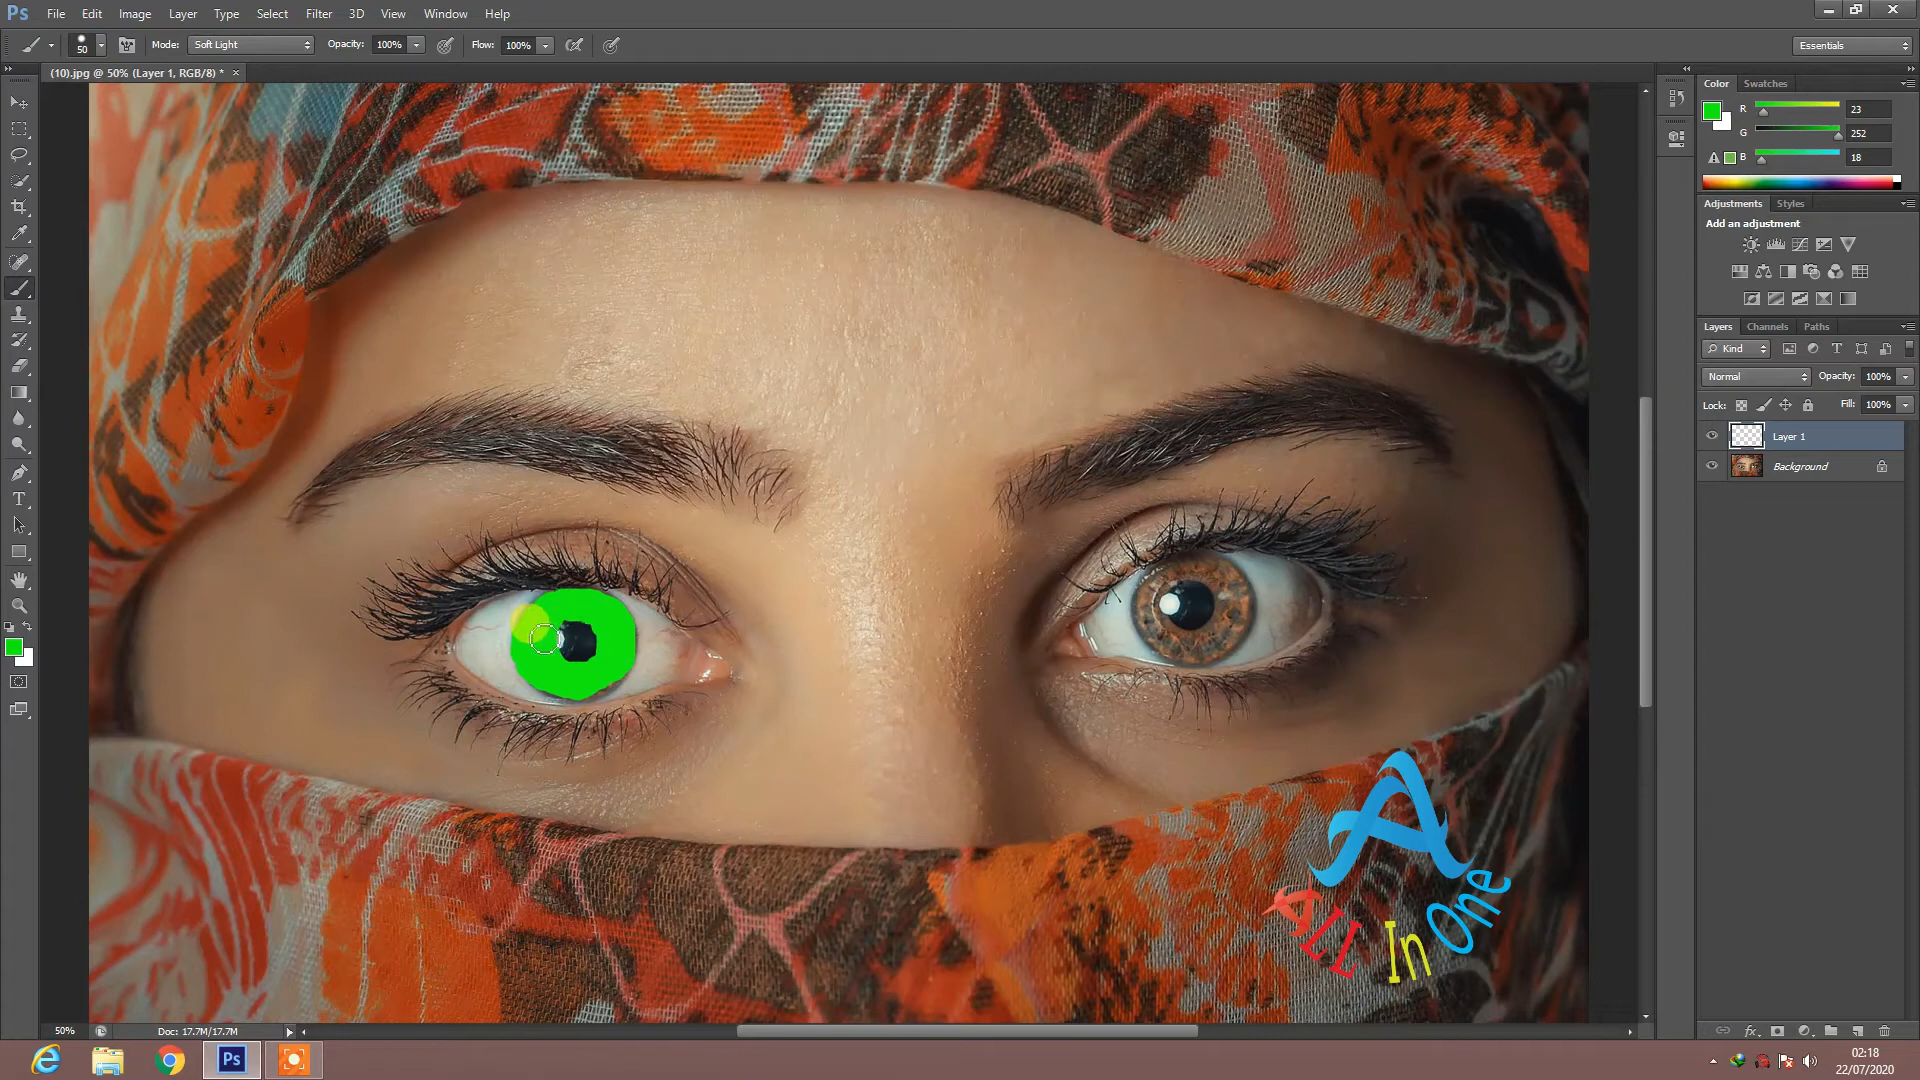 Ps File Edit Image Layer Type Select Filter 3D View Window Help
50 Mode: Soft Light Opacity: 100% Flow: 100% Essentials
(10).jpg @ 50% (Layer 1, RGB/8) * ×
Color Swatches
R 23
G 252
B 18
Adjustments Styles
Add an adjustment
Layers Channels Paths
Kind
Normal Opacity: 100%
Lock: Fill: 100%
Layer 1
Background
A
ALL In One
50% Doc: 17.7M/17.7M
Ps
02:18
22/07/2020